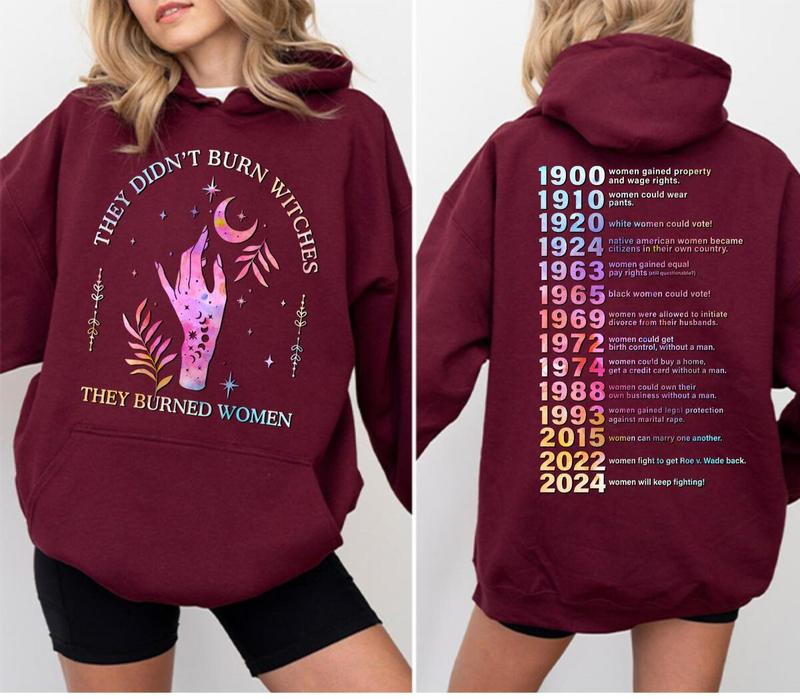 THEY DIDN'T BURN WITCHES
THEY BURNED WOMEN
1900 women gained property
and wage rights.
1910 women could wear
pants.
1920 white women could vote!
1924 native american women became
citizens in their own country.
1963 women gained equal
pay rights (still questionable?)
1965 black women could vote!
1969 women were allowed to initiate
divorce from their husbands.
1972 women could get
birth control, without a man.
1974 women could buy a home,
get a credit card without a man.
1988 women could own their
own business without a man.
1993 women gained legal protection
against marital rape.
2015 women can marry one another.
2022 women fight to get Roe v. Wade back.
2024 women will keep fighting!